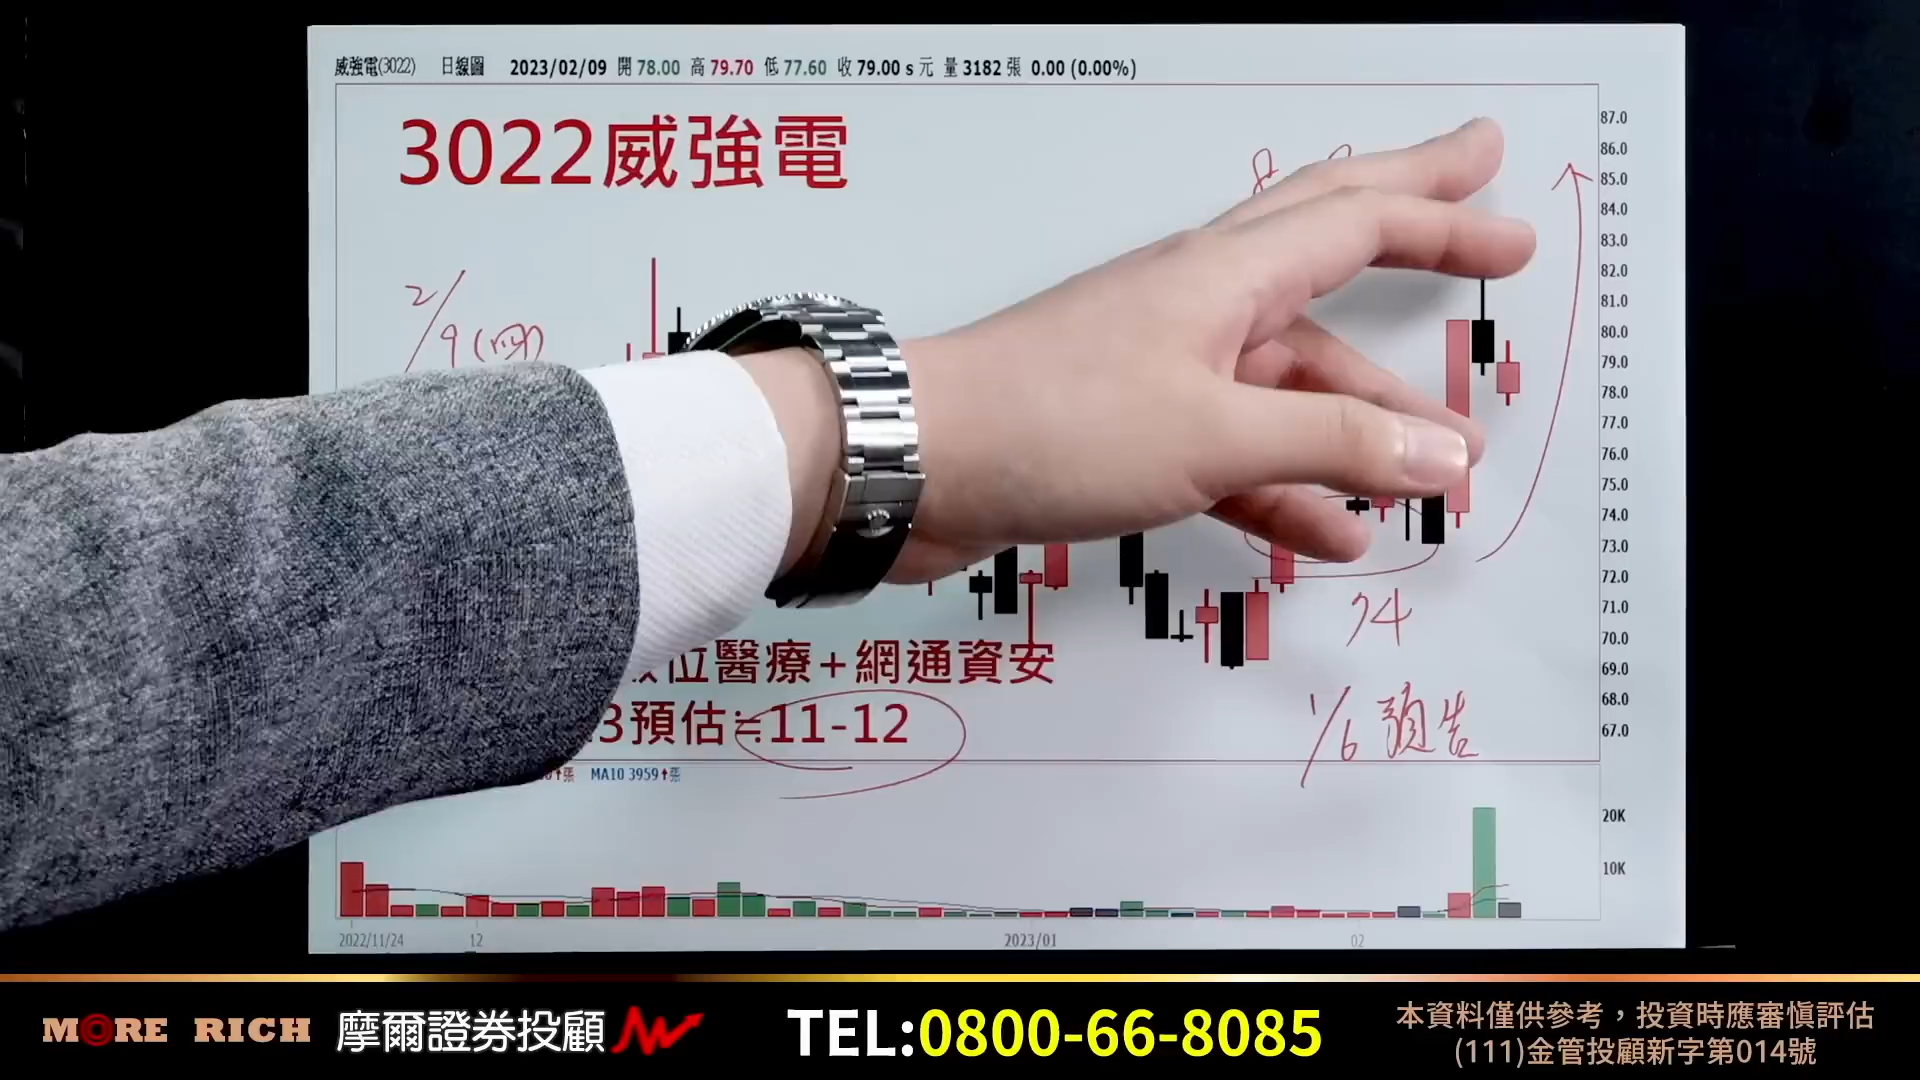 威強電(3022) 日線圖 2023/02/09 開 78.00 高 79.70 低 77.60 收 79.00 s 元 量 3182 張 0.00 (0.00%)
3022威強電
2/9(四)
87.0
86.0
85.0
84.0
83.0
82.0
81.0
80.0
79.0
78.0
77.0
76.0
75.0
74.0
73.0
72.0
71.0
70.0
69.0
68.0
67.0
74
位醫療+網通資安
3預估≒11-12
1/6 預告
張 MA10 3959↑張
20K
10K
2022/11/24 12 2023/01 02
MORE RICH 摩爾證券投顧 TEL:0800-66-8085
本資料僅供參考，投資時應審慎評估
(111)金管投顧新字第014號